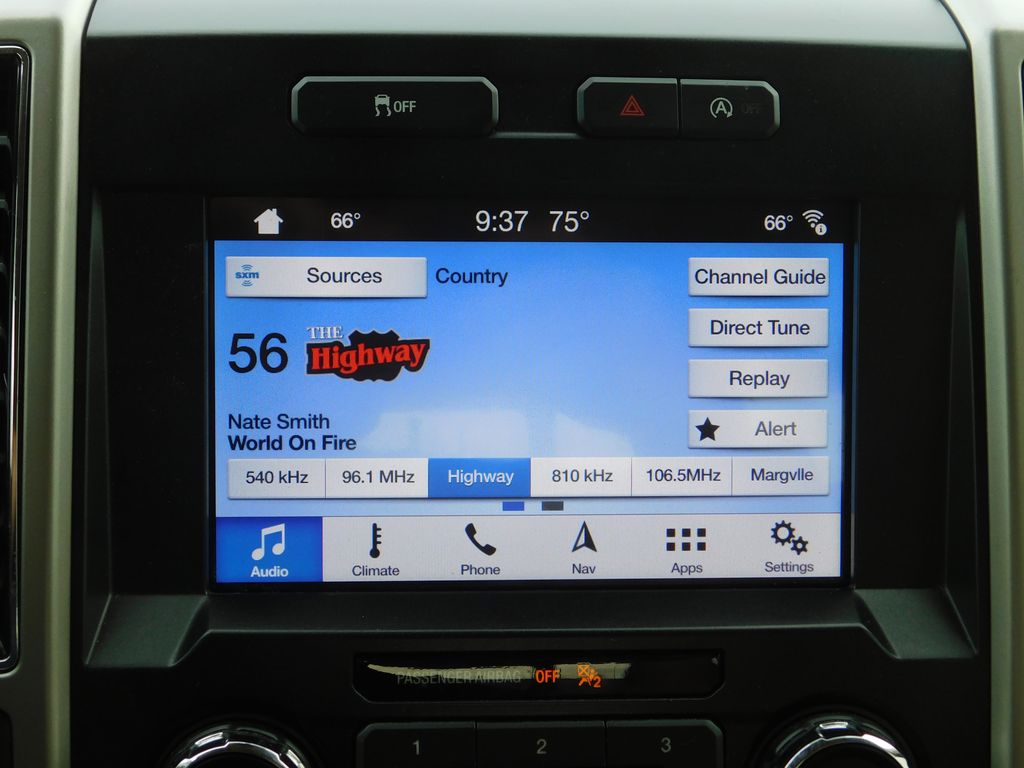 OFF
A OFF
66° 9:37 75° 66°
sxm Sources Country Channel Guide
56 THE Highway
Direct Tune
Replay
Alert
Nate Smith
World On Fire
540 kHz 96.1 MHz Highway 810 kHz 106.5MHz Margvlle
Audio Climate Phone Nav Apps Settings
PASSENGER AIRBAG OFF 2
1 2 3